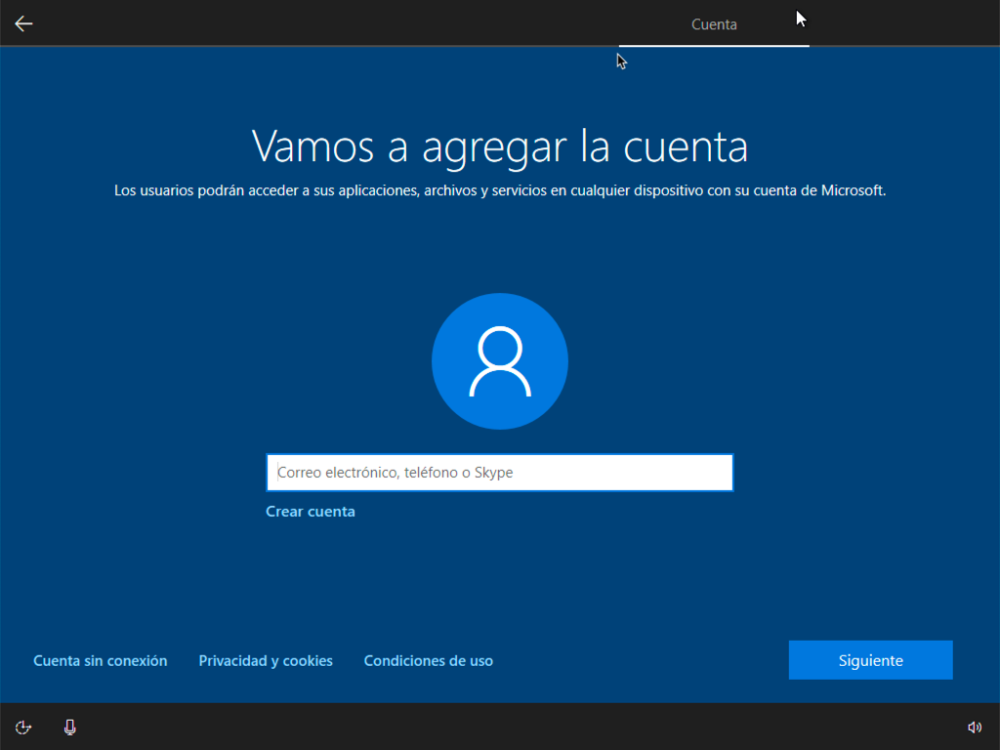 Cuenta
Vamos a agregar la cuenta
Los usuarios podrán acceder a sus aplicaciones, archivos y servicios en cualquier dispositivo con su cuenta de Microsoft.
Correo electrónico, teléfono o Skype
Crear cuenta
Cuenta sin conexión Privacidad y cookies Condiciones de uso Siguiente